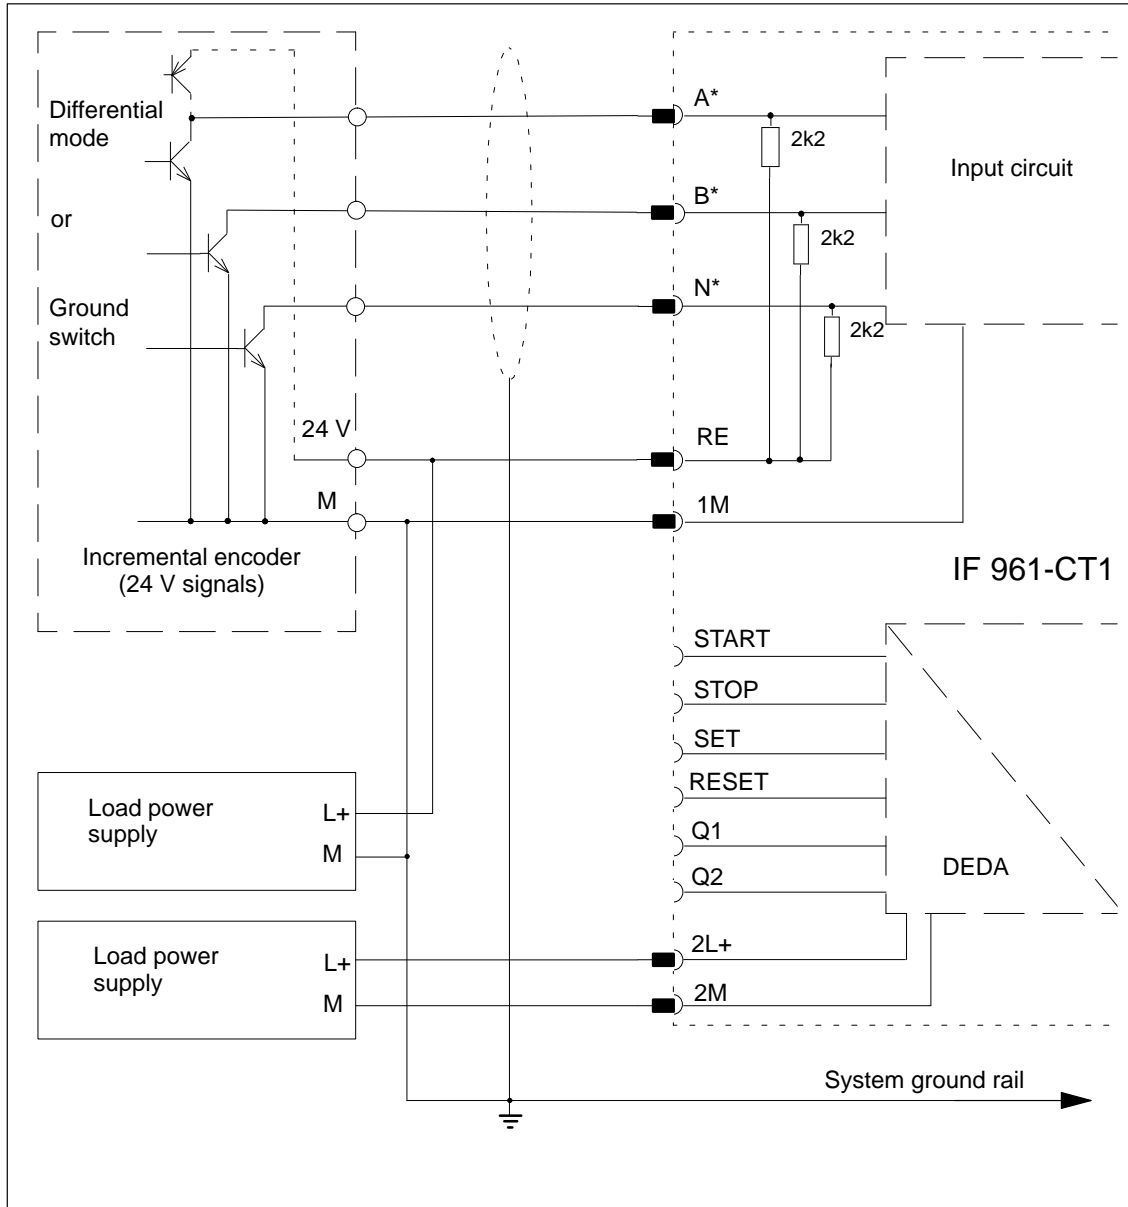 Differential
mode
or
Ground
switch
24 V
M
Incremental encoder
(24 V signals)
A*
2k2
Input circuit
B*
2k2
N*
2k2
RE
1M
IF 961-CT1
START
STOP
SET
RESET
Q1
Q2
DEDA
2L+
2M
Load power
supply
L+
M
Load power
supply
L+
M
System ground rail